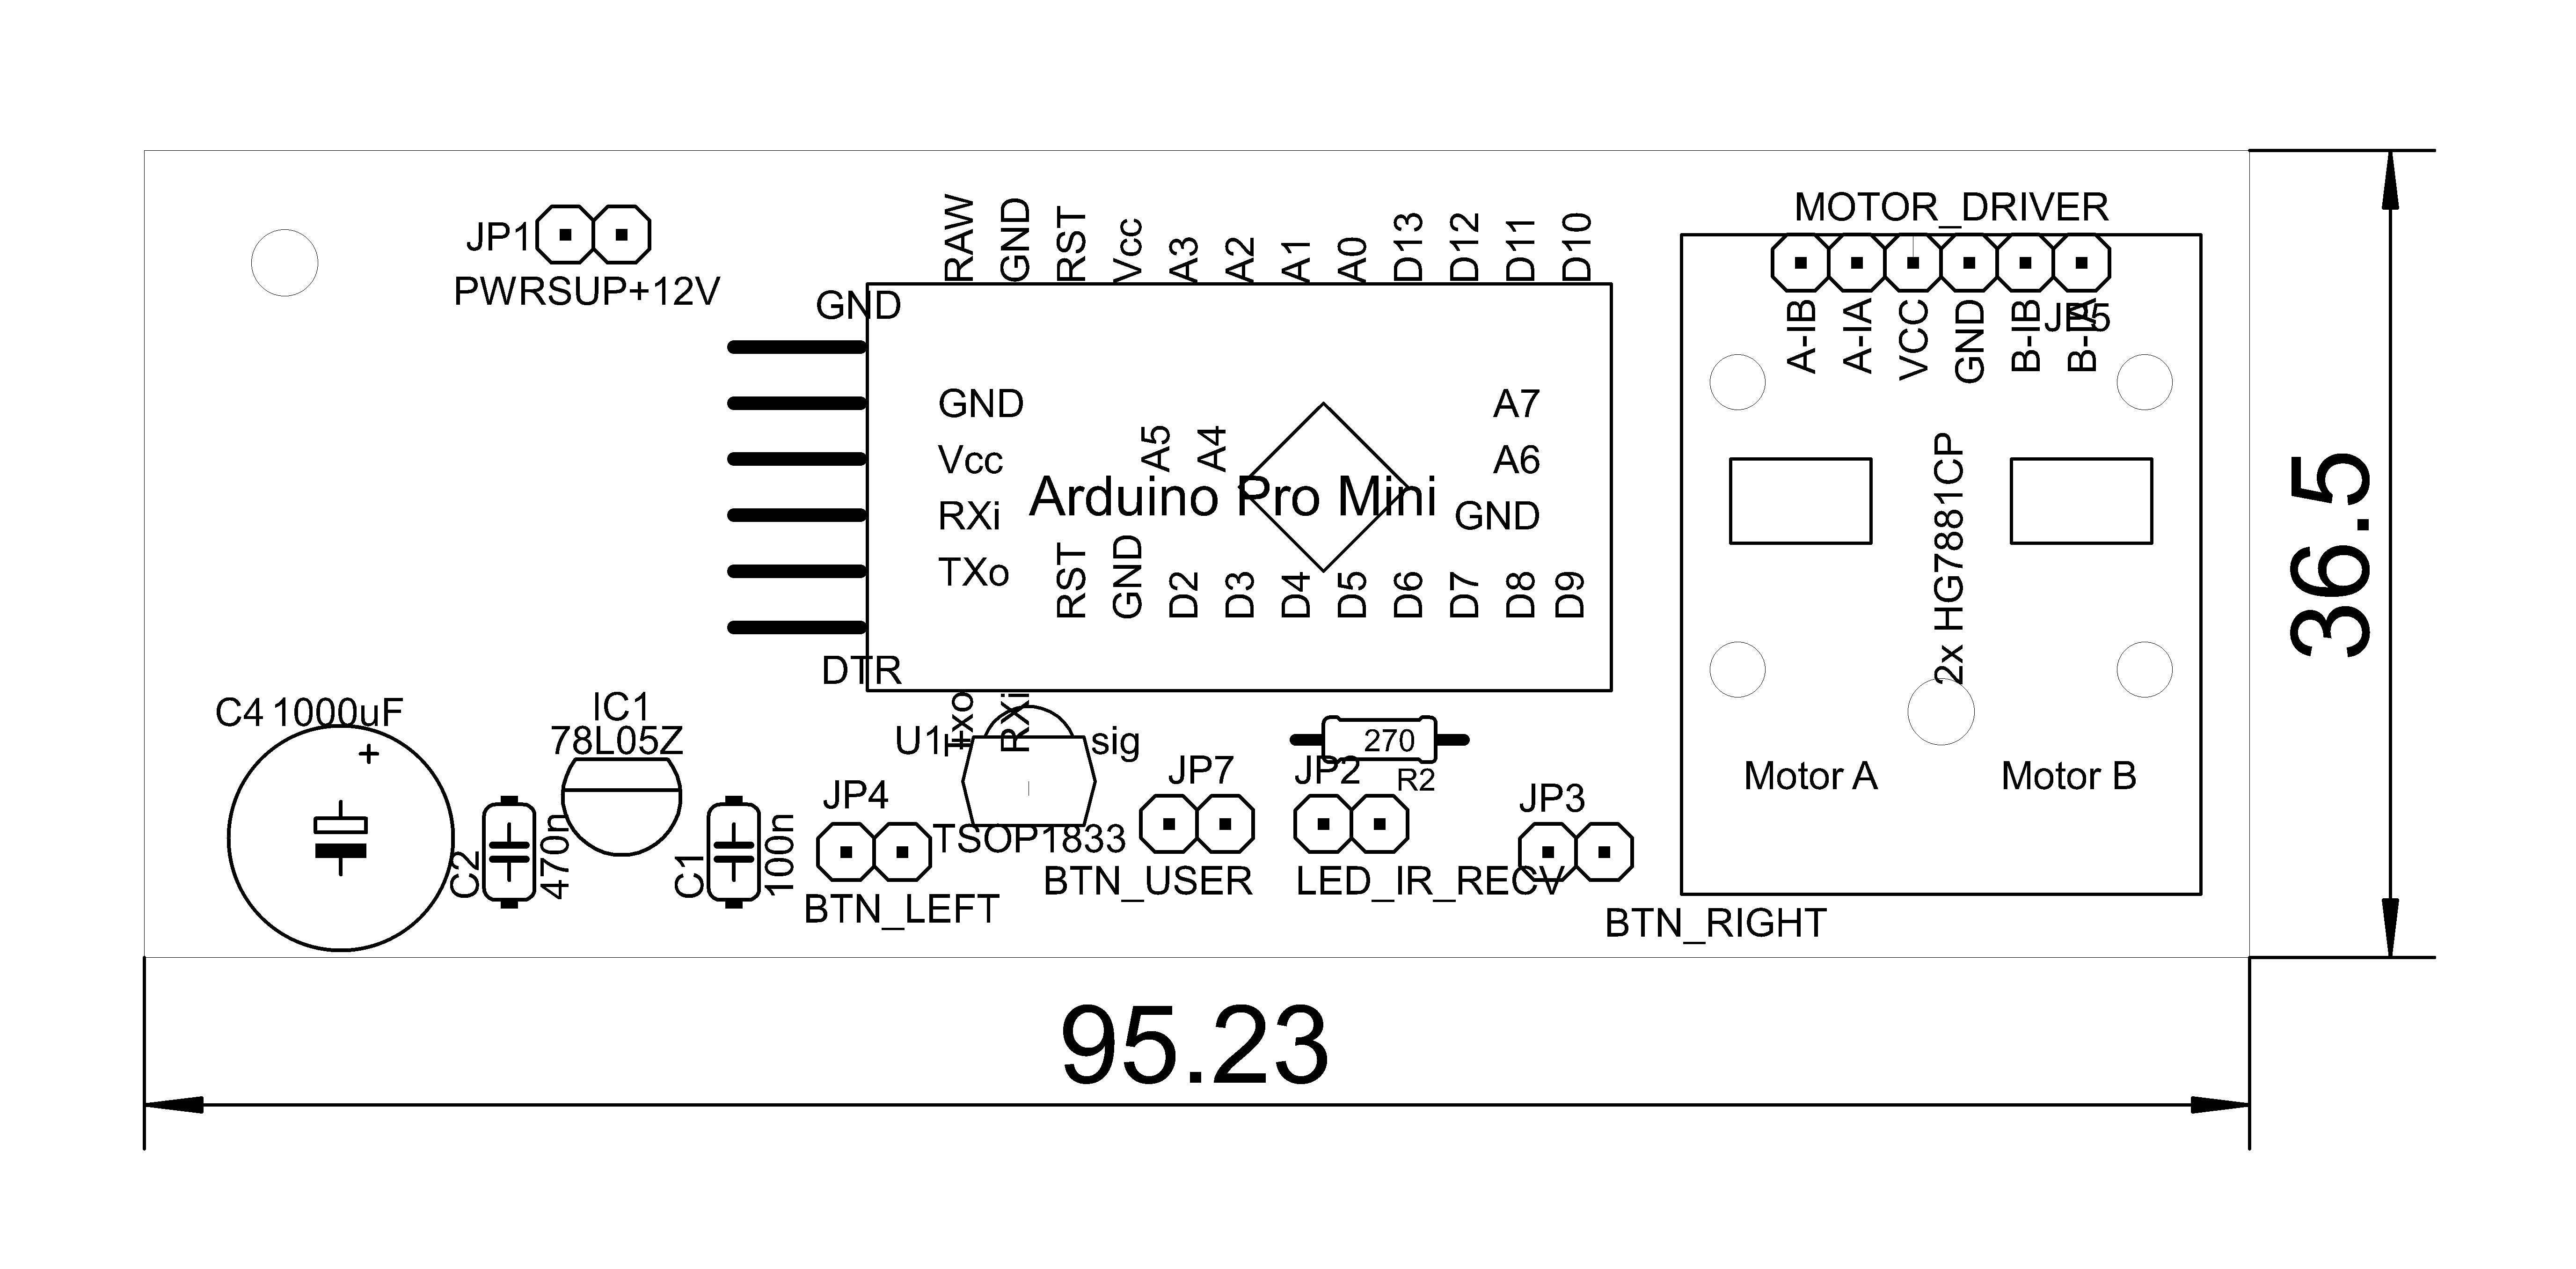 MOTOR_DRIVER
JP1
PWRSUP+12V
RAW
GND
RST
Vcc
A3
A2
A1
A0
D13
D12
D11
D10
GND
A-IB
A-IA
VCC
GND
B-IB
B-IA
JP5
GND
Vcc
RXi
TXo
A5
A4
A7
A6
GND
Arduino Pro Mini
RST
GND
D2
D3
D4
D5
D6
D7
D8
D9
2x HG7881CP
36.5
DTR
Txo
RXi
C4 1000uF
+
IC1
78L05Z
U1
+
sig
270
R2
JP7
JP2
JP4
JP3
Motor A
Motor B
C2
470n
C1
100n
TSOP1833
BTN_USER
LED_IR_RECV
BTN_LEFT
BTN_RIGHT
95.23